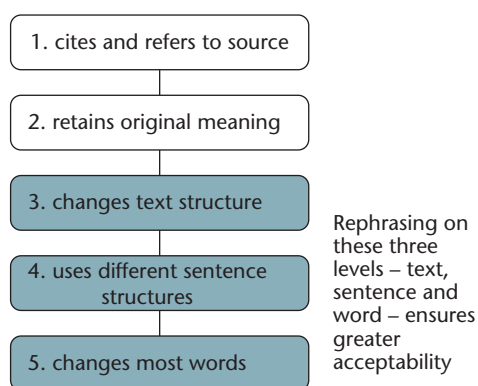 1. cites and refers to source
2. retains original meaning
3. changes text structure
4. uses different sentence
structures
5. changes most words
Rephrasing on
these three
levels – text,
sentence and
word – ensures
greater
acceptability